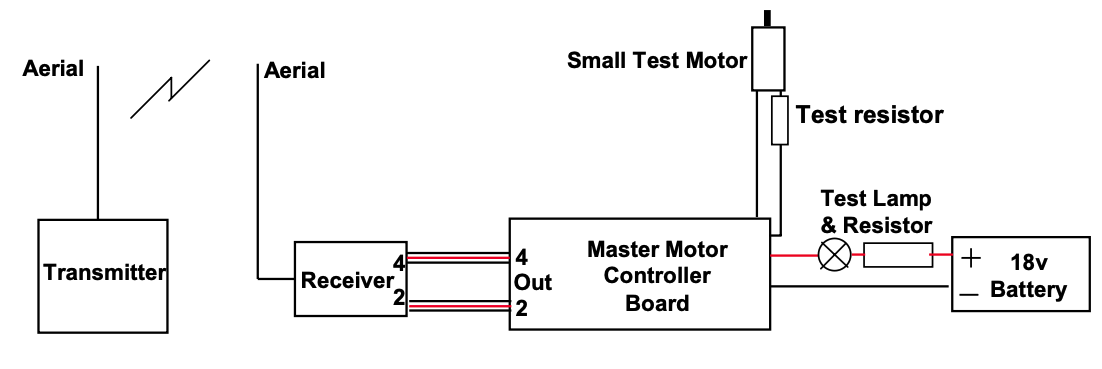 Aerial
Aerial
Small Test Motor
Test resistor
Test Lamp
& Resistor
Transmitter
Receiver
4
2
4
Out
2
Master Motor
Controller
Board
+
18v
— Battery